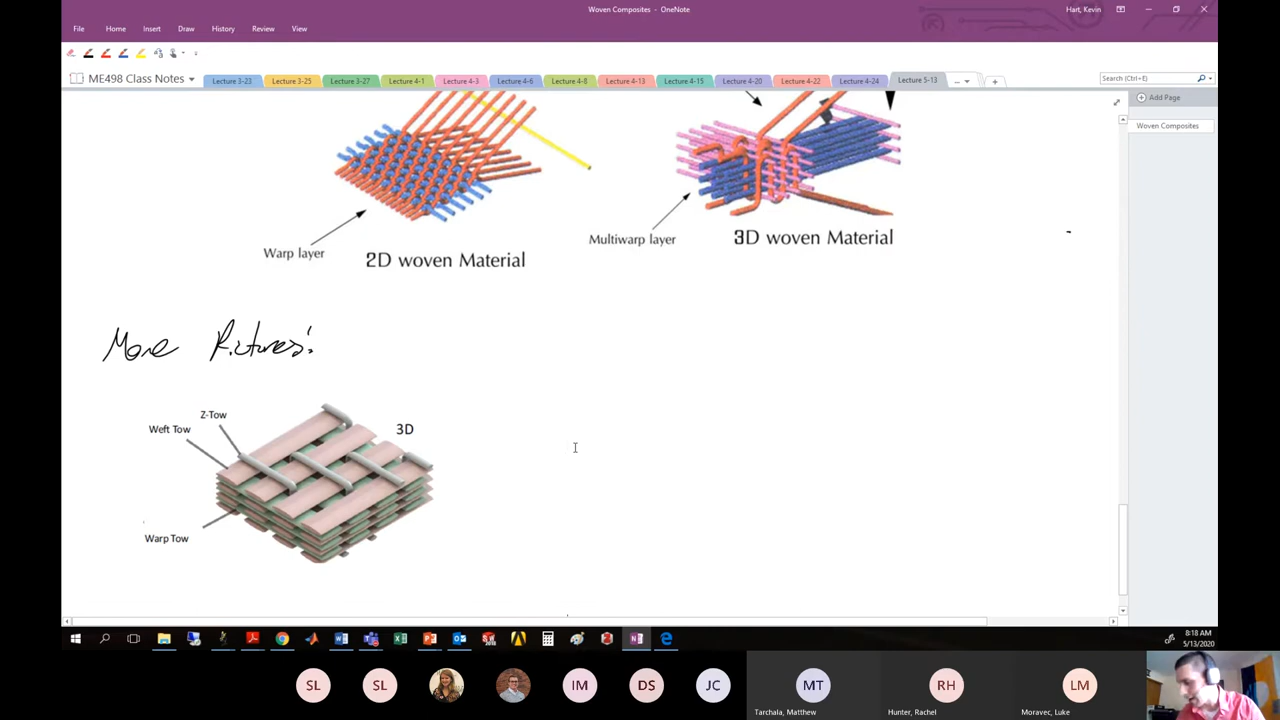 Woven Composites - OneNote
Hart, Kevin
File Home Insert Draw History Review View
ME498 Class Notes
Lecture 3-23 Lecture 3-25 Lecture 3-27 Lecture 4-1 Lecture 4-3 Lecture 4-6 Lecture 4-8 Lecture 4-13 Lecture 4-15 Lecture 4-20 Lecture 4-22 Lecture 4-24 Lecture 5-13 ...
Search (Ctrl+E)
Add Page
Woven Composites
Warp layer
2D woven Material
Multiwarp layer
3D woven Material
More Pictures!
Z-Tow
Weft Tow
3D
Warp Tow
8:18 AM
5/13/2020
SL SL IM DS JC MT RH LM
Tarchala, Matthew
Hunter, Rachel
Moravec, Luke